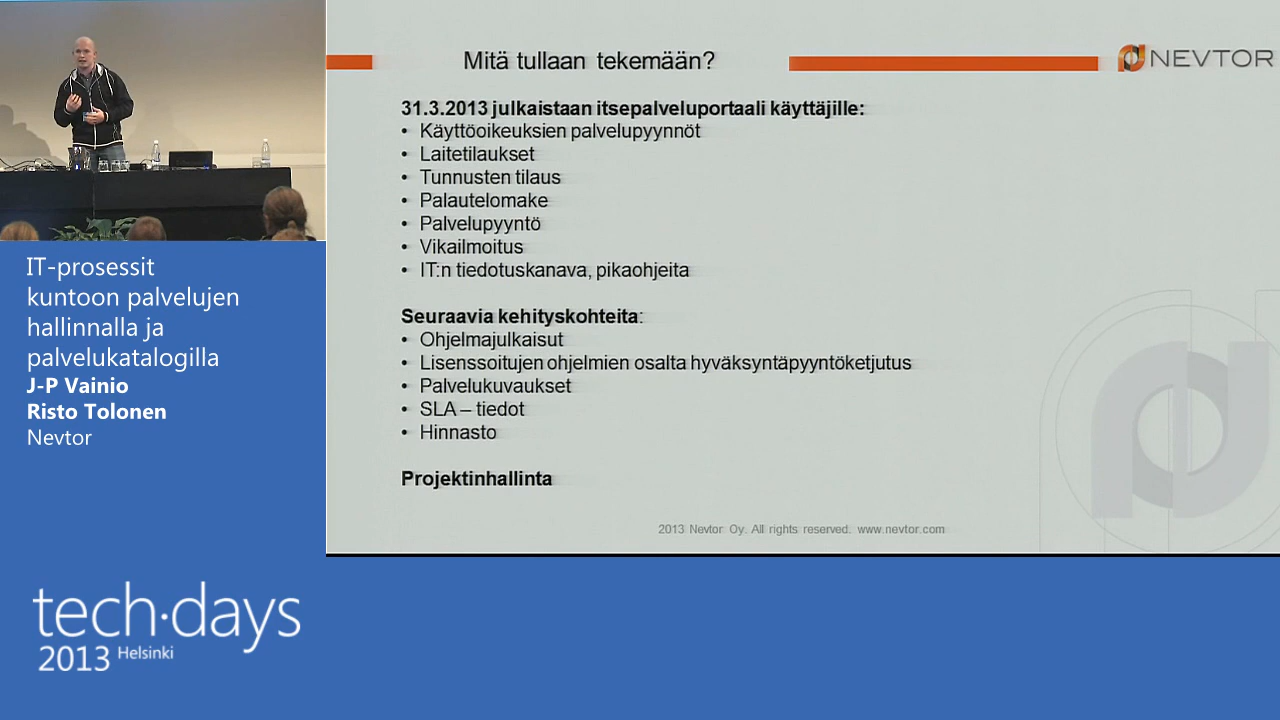 Mitä tullaan tekemään?
NEVTOR
31.3.2013 julkaistaan itsepalveluportaali käyttäjille:
• Käyttöoikeuksien palvelupyynnöt
• Laitetilaukset
• Tunnusten tilaus
• Palautelomake
• Palvelupyyntö
• Vikailmoitus
• IT:n tiedotuskanava, pikaohjeita
Seuraavia kehityskohteita:
• Ohjelmajulkaisut
• Lisenssoitujen ohjelmien osalta hyväksyntäpyyntöketjutus
• Palvelukuvaukset
• SLA – tiedot
• Hinnasto
Projektinhallinta
2013 Nevtor Oy. All rights reserved. www.nevtor.com
IT-prosessit
kuntoon palvelujen
hallinnalla ja
palvelukatalogilla
J-P Vainio
Risto Tolonen
Nevtor
tech·days
2013 Helsinki